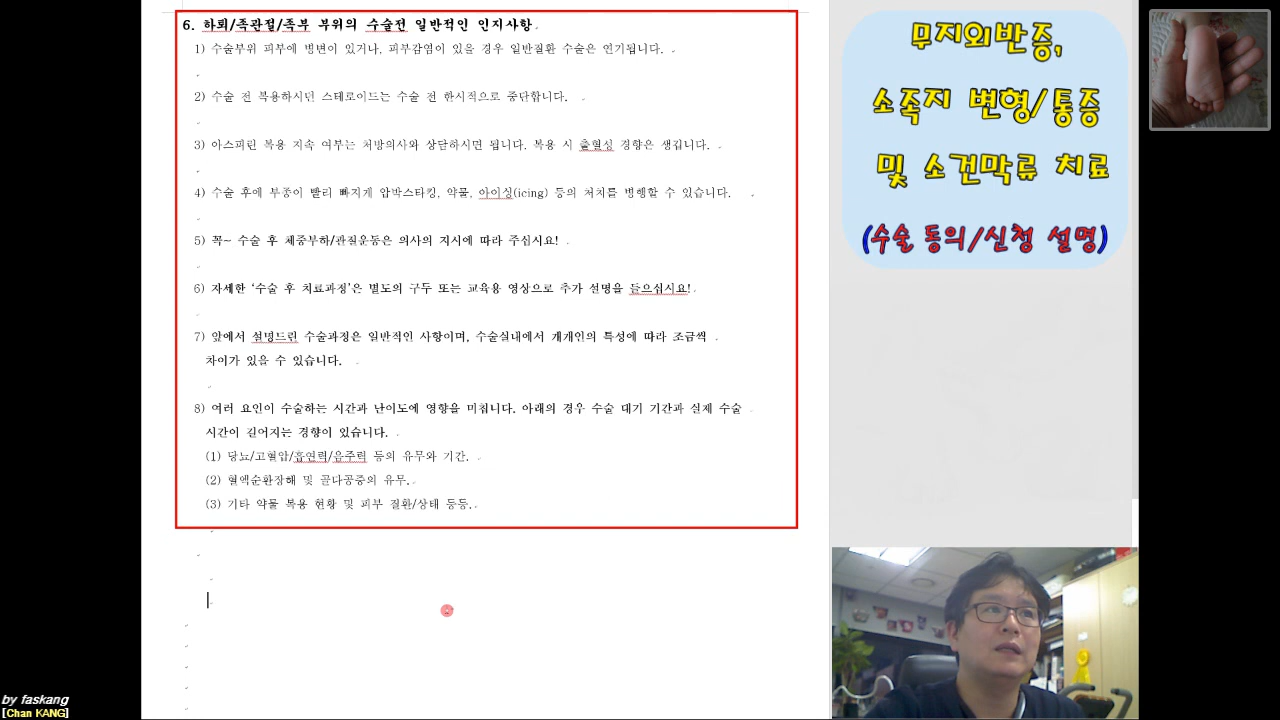 6. 하퇴/족관절/족부 부위의 수술전 일반적인 인지사항
1) 수술부위 피부에 병변이 있거나, 피부감염이 있을 경우 일반질환 수술은 연기됩니다.
2) 수술 전 복용하시던 스테로이드는 수술 전 한시적으로 중단합니다.
3) 아스피린 복용 지속 여부는 처방의사와 상담하시면 됩니다. 복용 시 출혈성 경향은 생깁니다.
4) 수술 후에 부종이 빨리 빠지게 압박스타킹, 약물, 아이싱(icing) 등의 처치를 병행할 수 있습니다.
5) 꼭~ 수술 후 체중부하/관절운동은 의사의 지시에 따라 주십시요!
6) 자세한 '수술 후 치료과정'은 별도의 구두 또는 교육용 영상으로 추가 설명을 들으십시요!
7) 앞에서 설명드린 수술과정은 일반적인 사항이며, 수술실내에서 개개인의 특성에 따라 조금씩
차이가 있을 수 있습니다.
8) 여러 요인이 수술하는 시간과 난이도에 영향을 미칩니다. 아래의 경우 수술 대기 기간과 실제 수술
시간이 길어지는 경향이 있습니다.
(1) 당뇨/고혈압/흡연력/음주력 등의 유무와 기간.
(2) 혈액순환장해 및 골다공증의 유무.
(3) 기타 약물 복용 현황 및 피부 질환/상태 등등.
무지외반증,
소족지 변형/통증
및 소건막류 치료
(수술 동의/신청 설명)
by faskang
[Chan KANG]